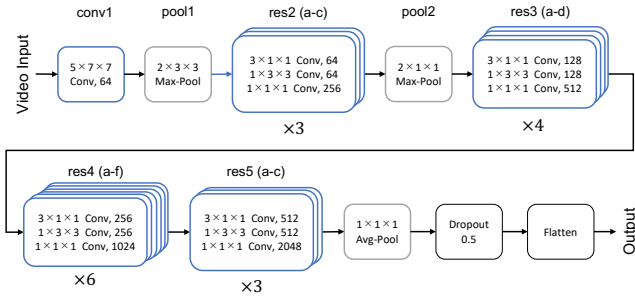 conv1
pool1
res2 (a-c)
pool2
res3 (a-d)
Video Input
5×7×7
Conv, 64
2×3×3
Max-Pool
3×1×1 Conv, 64
1×3×3 Conv, 64
1×1×1 Conv, 256
2×1×1
Max-Pool
3×1×1 Conv, 128
1×3×3 Conv, 128
1×1×1 Conv, 512
×3
×4
res4 (a-f)
res5 (a-c)
3×1×1 Conv, 256
1×3×3 Conv, 256
1×1×1 Conv, 1024
3×1×1 Conv, 512
1×3×3 Conv, 512
1×1×1 Conv, 2048
1×1×1
Avg-Pool
Dropout
0.5
Flatten
Output
×6
×3